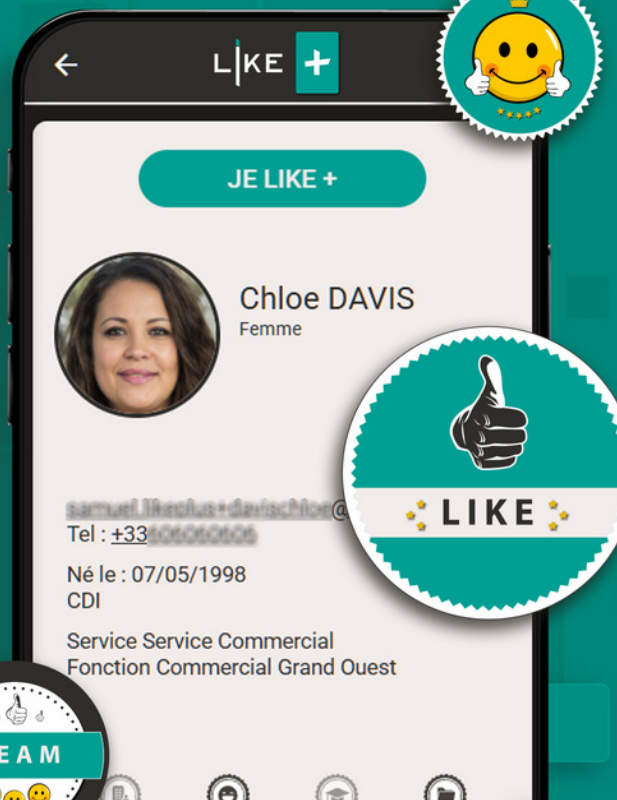 LIKE +
JE LIKE +
Chloe DAVIS
Femme
@
Tel : +33
Né le : 07/05/1998
CDI
LIKE
Service Service Commercial
Fonction Commercial Grand Ouest
EAM